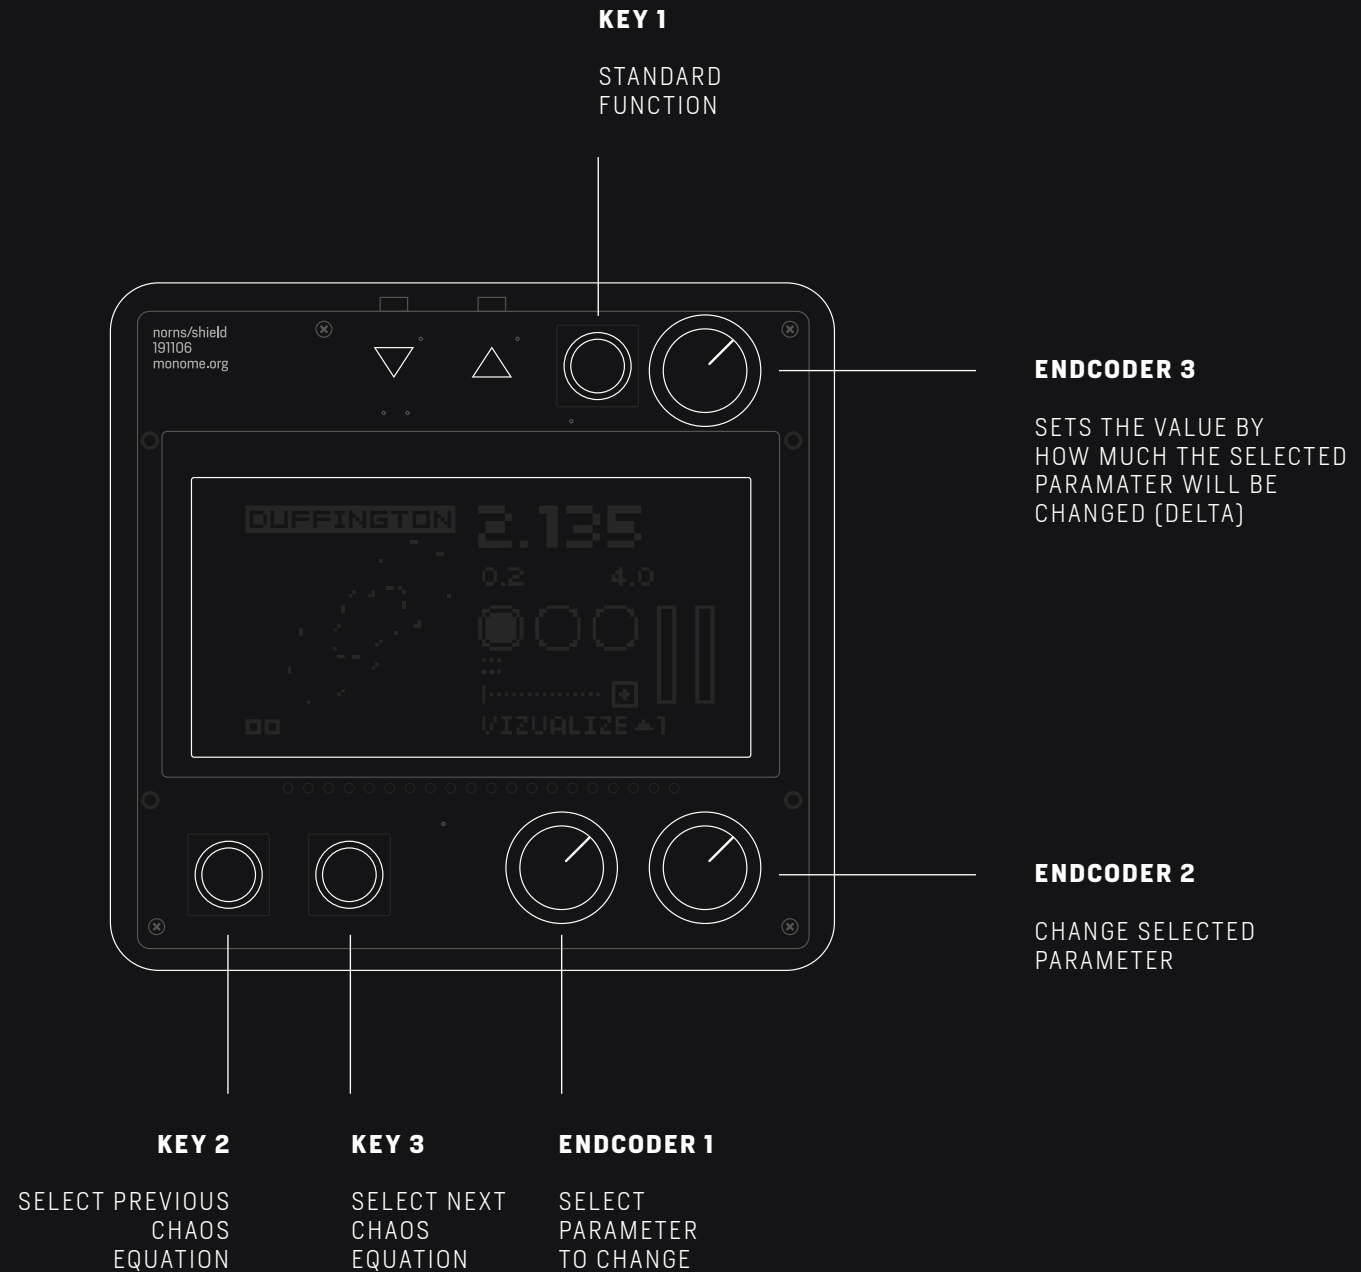 KEY 1
STANDARD
FUNCTION
norns/shield
191106
monome.org
ENDCODER 3
SETS THE VALUE BY
HOW MUCH THE SELECTED
PARAMATER WILL BE
CHANGED (DELTA)
DUFFINGTON
2.135
0.2 4.0
VIZUALIZE 1
ENDCODER 2
CHANGE SELECTED
PARAMETER
KEY 2
SELECT PREVIOUS
CHAOS
EQUATION
KEY 3
SELECT NEXT
CHAOS
EQUATION
ENDCODER 1
SELECT
PARAMETER
TO CHANGE